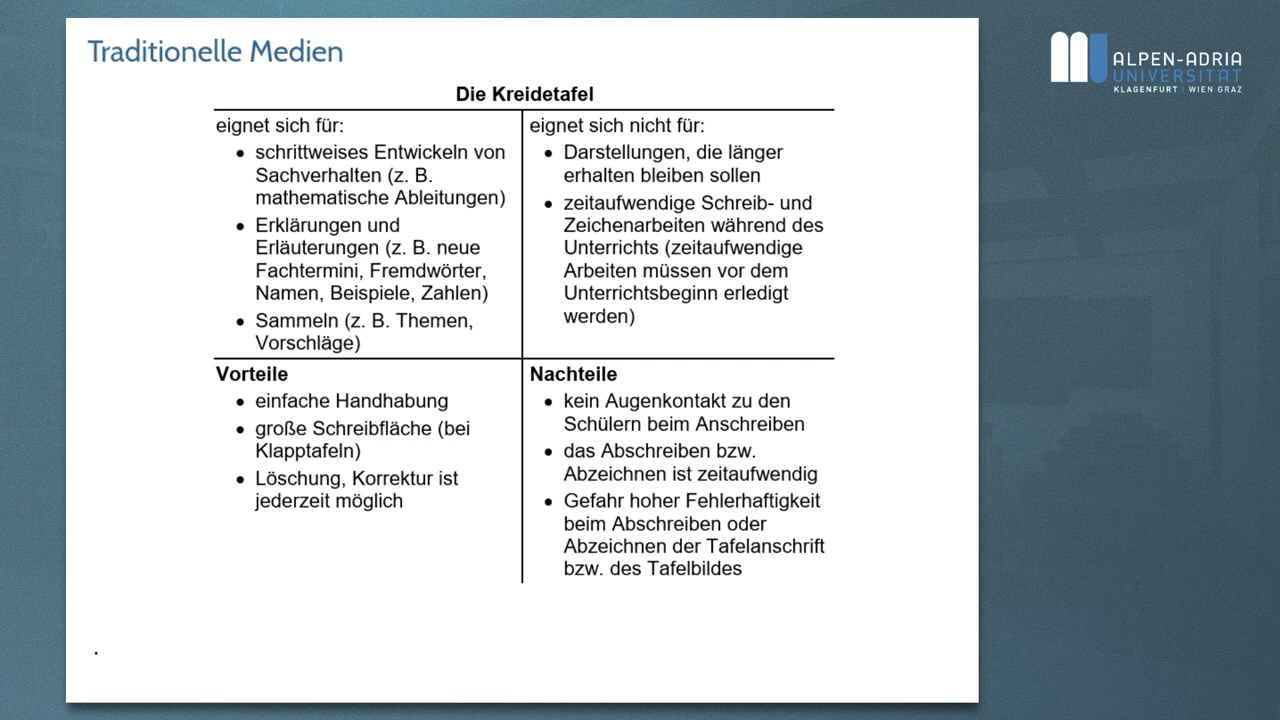 Traditionelle Medien
Die Kreidetafel
eignet sich für:
• schrittweises Entwickeln von
Sachverhalten (z. B.
mathematische Ableitungen)
• Erklärungen und
Erläuterungen (z. B. neue
Fachtermini, Fremdwörter,
Namen, Beispiele, Zahlen)
• Sammeln (z. B. Themen,
Vorschläge)
eignet sich nicht für:
• Darstellungen, die länger
erhalten bleiben sollen
• zeitaufwendige Schreib- und
Zeichenarbeiten während des
Unterrichts (zeitaufwendige
Arbeiten müssen vor dem
Unterrichtsbeginn erledigt
werden)
Vorteile
• einfache Handhabung
• große Schreibfläche (bei
Klapptafeln)
• Löschung, Korrektur ist
jederzeit möglich
Nachteile
• kein Augenkontakt zu den
Schülern beim Anschreiben
• das Abschreiben bzw.
Abzeichnen ist zeitaufwendig
• Gefahr hoher Fehlerhaftigkeit
beim Abschreiben oder
Abzeichnen der Tafelanschrift
bzw. des Tafelbildes
.
ALPEN-ADRIA
UNIVERSITÄT
KLAGENFURT | WIEN GRAZ